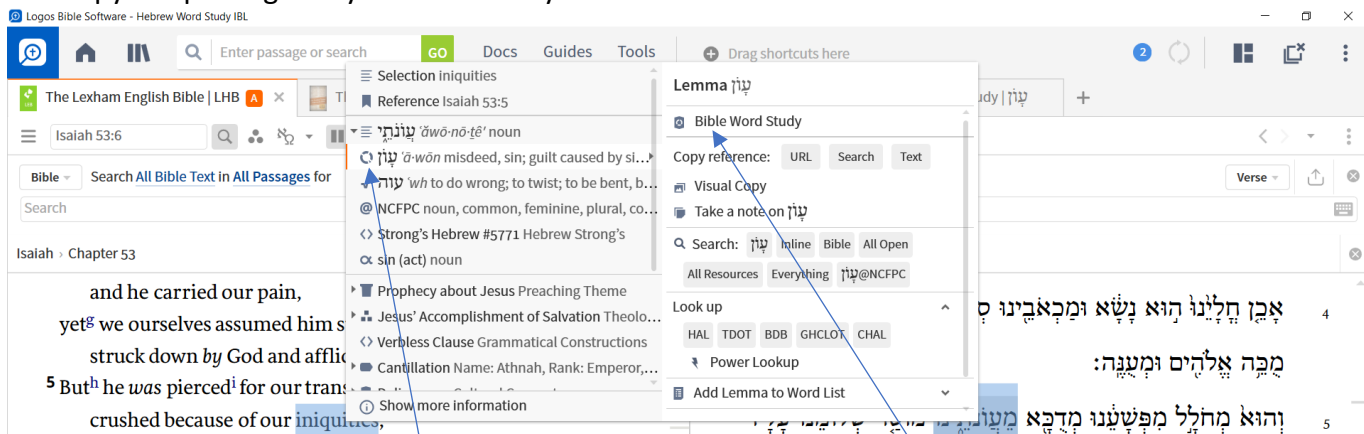 Logos Bible Software - Hebrew Word Study IBL
Enter passage or search GO Docs Guides Tools Drag shortcuts here 2
The Lexham English Bible | LHB A
Isaiah 53:6
Bible Search All Bible Text in All Passages for
Search
Isaiah › Chapter 53
and he carried our pain,
yet^g we ourselves assumed him
struck down by God and
5 But^h he was pierced^i for our
crushed because of our iniquities,
Selection iniquities
Reference Isaiah 53:5
עֲוֺנֹתֵי ʿăwō·nō·ṯê' noun
עָוֺן ʿā·wōn misdeed, sin; guilt caused by si...
עוה ʿwh to do wrong; to twist; to be bent, b...
@ NCFPC noun, common, feminine, plural, co...
<> Strong's Hebrew #5771 Hebrew Strong's
sin (act) noun
Prophecy about Jesus Preaching Theme
Jesus' Accomplishment of Salvation Theolo...
<> Verbless Clause Grammatical Constructions
Cantillation Name: Athnah, Rank: Emperor,...
Show more information
Lemma עָוֺן
Bible Word Study
Copy reference: URL Search Text
Visual Copy
Take a note on עָוֺן
Search: עָוֺן Inline Bible All Open
All Resources Everything עָוֺן@NCFPC
Look up
HAL TDOT BDB GHCLOT CHAL
Power Lookup
Add Lemma to Word List
עָוֺן
Verse
4 אָכֵן חֳלָיֵנוּ הוּא נָשָׂא וּמַכְאֹבֵינוּ
מֻכֵּה אֱלֹהִים וּמְעֻנֶּה׃
5 וְהוּא מְחֹלָל מִפְּשָׁעֵנוּ מְדֻכָּא מֵעֲוֺנֹתֵינוּ